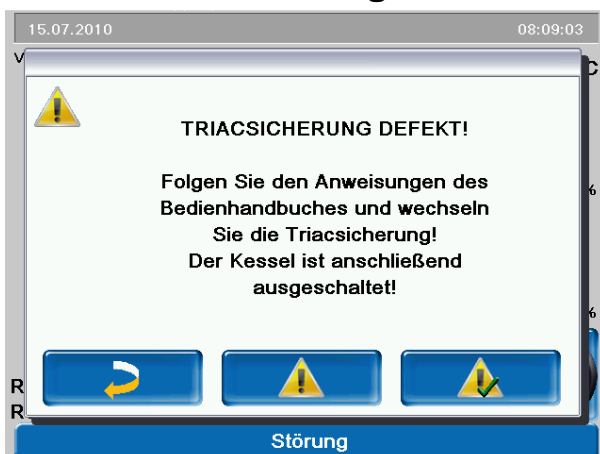 15.07.2010 08:09:03
V
C
TRIACSICHERUNG DEFEKT!
Folgen Sie den Anweisungen des
%
Bedienhandbuches und wechseln
Sie die Triacsicherung!
Der Kessel ist anschließend
ausgeschaltet!
%
R
R
Störung